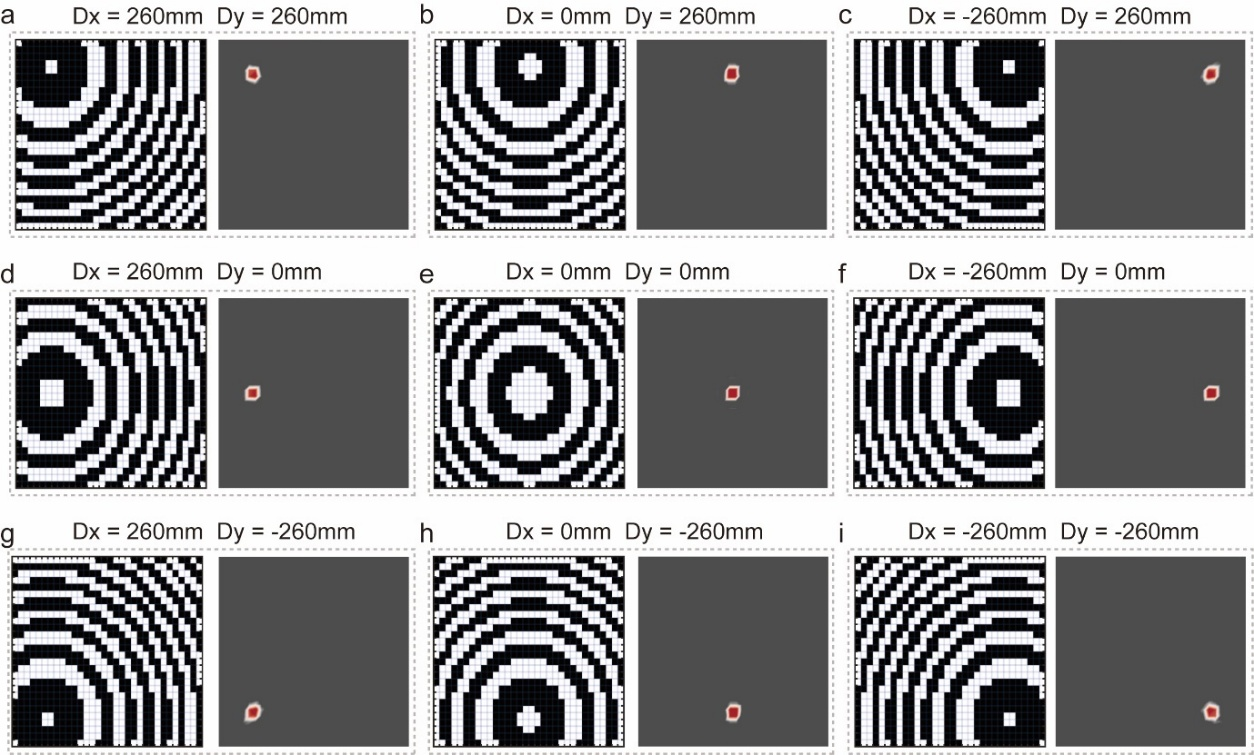 a Dx = 260mm Dy = 260mm
b Dx = 0mm Dy = 260mm
c Dx = -260mm Dy = 260mm
d Dx = 260mm Dy = 0mm
e Dx = 0mm Dy = 0mm
f Dx = -260mm Dy = 0mm
g Dx = 260mm Dy = -260mm
h Dx = 0mm Dy = -260mm
i Dx = -260mm Dy = -260mm